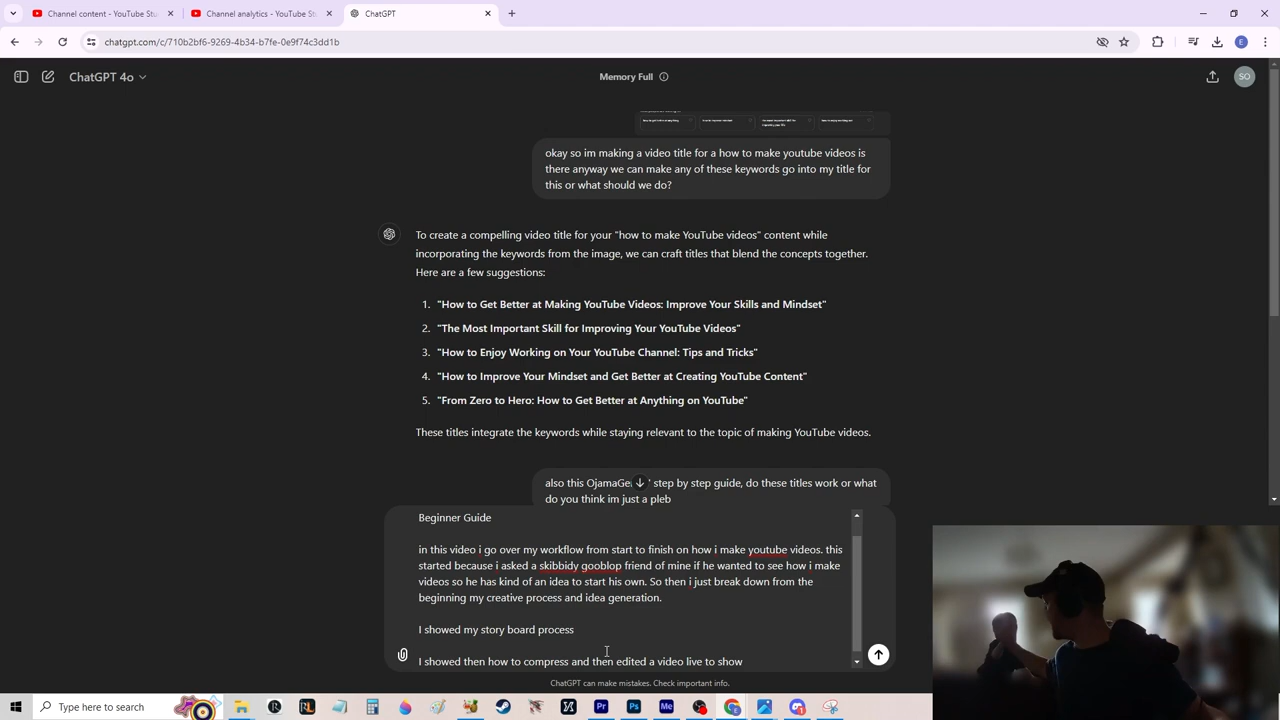 Channel content - YouTube Stu
Channel analytics - YouTube S
ChatGPT
chatgpt.com/c/710b2bf6-9269-4b34-b7fe-0e9f74c3dd1b
E
ChatGPT 4o
Memory Full
SO
okay so im making a video title for a how to make youtube videos is
there anyway we can make any of these keywords go into my title for
this or what should we do?
To create a compelling video title for your "how to make YouTube videos" content while
incorporating the keywords from the image, we can craft titles that blend the concepts together.
Here are a few suggestions:
1. "How to Get Better at Making YouTube Videos: Improve Your Skills and Mindset"
2. "The Most Important Skill for Improving Your YouTube Videos"
3. "How to Enjoy Working on Your YouTube Channel: Tips and Tricks"
4. "How to Improve Your Mindset and Get Better at Creating YouTube Content"
5. "From Zero to Hero: How to Get Better at Anything on YouTube"
These titles integrate the keywords while staying relevant to the topic of making YouTube videos.
also this step by step guide, do these titles work or what
do you think im just a pleb
Beginner Guide
in this video i go over my workflow from start to finish on how i make youtube videos. this
started because i asked a skibbidy gooblop friend of mine if he wanted to see how i make
videos so he has kind of an idea to start his own. So then i just break down from the
beginning my creative process and idea generation.
I showed my story board process
I showed then how to compress and then edited a video live to show
ChatGPT can make mistakes. Check important info.
Type here to search